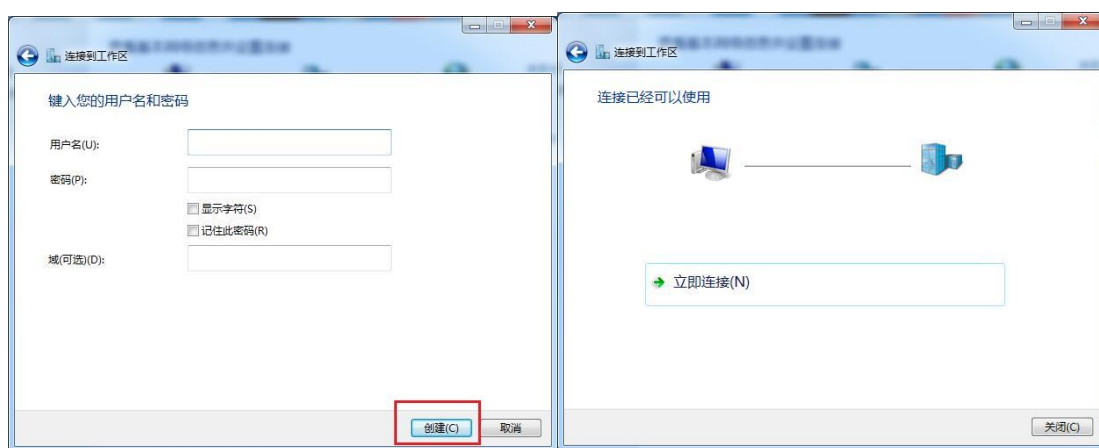 连接到工作区
键入您的用户名和密码
用户名(U):
密码(P):
显示字符(S)
记住此密码(R)
域(可选)(D):
创建(C)
取消
连接到工作区
连接已经可以使用
立即连接(N)
关闭(C)